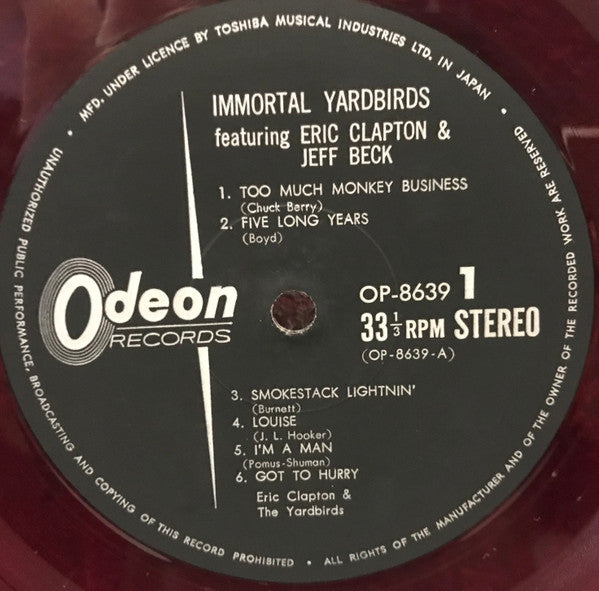 MFD. UNDER LICENCE BY TOSHIBA MUSICAL INDUSTRIES LTD. IN JAPAN •
UNAUTHORIZED PUBLIC PERFORMANCE, BROADCASTING AND COPYING OF THIS RECORD PROHIBITED • ALL RIGHTS OF THE MANUFACTURER AND OF THE OWNER OF THE RECORDED WORK ARE RESERVED •
IMMORTAL YARDBIRDS
featuring ERIC CLAPTON &
JEFF BECK
1. TOO MUCH MONKEY BUSINESS
(Chuck Berry)
2. FIVE LONG YEARS
(Boyd)
Odeon
RECORDS
OP-8639 1
33 1/3 RPM STEREO
(OP-8639-A)
3. SMOKESTACK LIGHTNIN'
(Burnett)
4. LOUISE
(J. L. Hooker)
5. I'M A MAN
(Pomus-Shuman)
6. GOT TO HURRY
Eric Clapton &
The Yardbirds